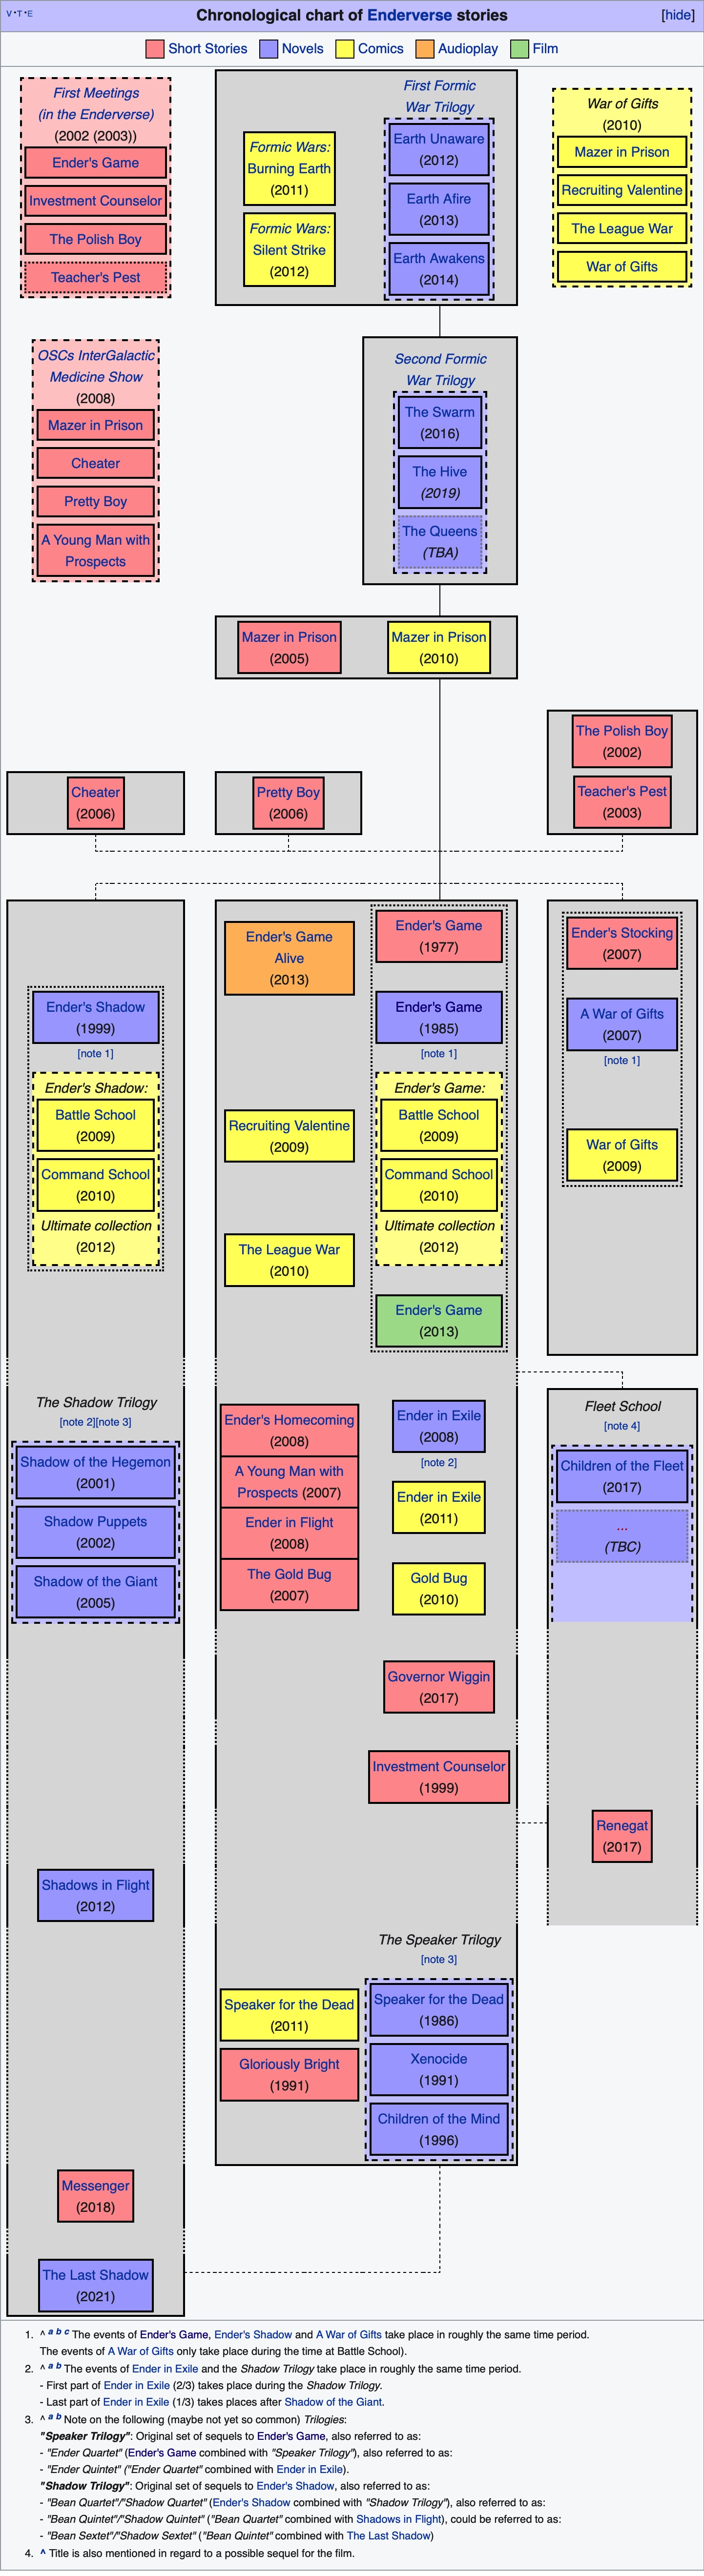 V • T • E
Chronological chart of Enderverse stories
[hide]
Short Stories
Novels
Comics
Audioplay
Film
First Meetings
(in the Enderverse)
(2002 (2003))
Ender's Game
Investment Counselor
The Polish Boy
Teacher's Pest
Formic Wars:
Burning Earth
(2011)
Formic Wars:
Silent Strike
(2012)
First Formic
War Trilogy
Earth Unaware
(2012)
Earth Afire
(2013)
Earth Awakens
(2014)
War of Gifts
(2010)
Mazer in Prison
Recruiting Valentine
The League War
War of Gifts
OSCs InterGalactic
Medicine Show
(2008)
Mazer in Prison
Cheater
Pretty Boy
A Young Man with
Prospects
Second Formic
War Trilogy
The Swarm
(2016)
The Hive
(2019)
The Queens
(TBA)
Mazer in Prison
(2005)
Mazer in Prison
(2010)
The Polish Boy
(2002)
Teacher's Pest
(2003)
Cheater
(2006)
Pretty Boy
(2006)
Ender's Shadow
(1999)
[note 1]
Ender's Shadow:
Battle School
(2009)
Command School
(2010)
Ultimate collection
(2012)
Ender's Game
Alive
(2013)
Recruiting Valentine
(2009)
The League War
(2010)
Ender's Game
(1977)
Ender's Game
(1985)
[note 1]
Ender's Game:
Battle School
(2009)
Command School
(2010)
Ultimate collection
(2012)
Ender's Game
(2013)
Ender's Stocking
(2007)
A War of Gifts
(2007)
[note 1]
War of Gifts
(2009)
The Shadow Trilogy
[note 2][note 3]
Shadow of the Hegemon
(2001)
Shadow Puppets
(2002)
Shadow of the Giant
(2005)
Ender's Homecoming
(2008)
A Young Man with
Prospects (2007)
Ender in Flight
(2008)
The Gold Bug
(2007)
Ender in Exile
(2008)
[note 2]
Ender in Exile
(2011)
Gold Bug
(2010)
Fleet School
[note 4]
Children of the Fleet
(2017)
...
(TBC)
Governor Wiggin
(2017)
Investment Counselor
(1999)
Renegat
(2017)
Shadows in Flight
(2012)
The Speaker Trilogy
[note 3]
Speaker for the Dead
(2011)
Gloriously Bright
(1991)
Speaker for the Dead
(1986)
Xenocide
(1991)
Children of the Mind
(1996)
Messenger
(2018)
The Last Shadow
(2021)
1. ^ a b c The events of Ender's Game, Ender's Shadow and A War of Gifts take place in roughly the same time period.
The events of A War of Gifts only take place during the time at Battle School).
2. ^ a b The events of Ender in Exile and the Shadow Trilogy take place in roughly the same time period.
- First part of Ender in Exile (2/3) takes place during the Shadow Trilogy.
- Last part of Ender in Exile (1/3) takes places after Shadow of the Giant.
3. ^ a b Note on the following (maybe not yet so common) Trilogies:
"Speaker Trilogy": Original set of sequels to Ender's Game, also referred to as:
- "Ender Quartet" (Ender's Game combined with "Speaker Trilogy"), also referred to as:
- "Ender Quintet" ("Ender Quartet" combined with Ender in Exile).
"Shadow Trilogy": Original set of sequels to Ender's Shadow, also referred to as:
- "Bean Quartet"/"Shadow Quartet" (Ender's Shadow combined with "Shadow Trilogy"), also referred to as:
- "Bean Quintet"/"Shadow Quintet" ("Bean Quartet" combined with Shadows in Flight), could be referred to as:
- "Bean Sextet"/"Shadow Sextet" ("Bean Quintet" combined with The Last Shadow)
4. ^ Title is also mentioned in regard to a possible sequel for the film.